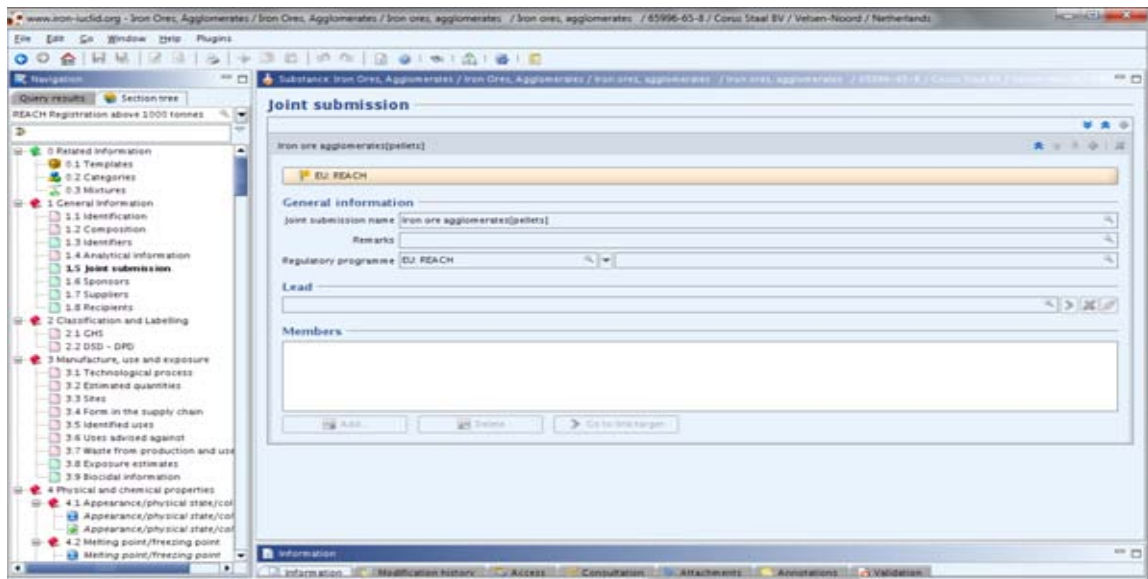 www.iron-iuclid.org - Iron Ores, Agglomerates / Iron Ores, Agglomerates / Iron ores, agglomerates / Iron ores, agglomerates / 65996-65-8 / Corus Staal BV / Velsen-Noord / Netherlands
File Edit Go Window Help Plugins
Navigation
Query results Section tree
REACH Registration above 1000 tonnes
0 Related Information
0.1 Templates
0.2 Categories
0.3 Mixtures
1 General Information
1.1 Identification
1.2 Composition
1.3 Identifiers
1.4 Analytical information
1.5 Joint submission
1.6 Sponsors
1.7 Suppliers
1.8 Recipients
2 Classification and Labelling
2.1 GHS
2.2 DSD - DPD
3 Manufacture, use and exposure
3.1 Technological process
3.2 Estimated quantities
3.3 Sites
3.4 Form in the supply chain
3.5 Identified uses
3.6 Uses advised against
3.7 Waste from production and use
3.8 Exposure estimates
3.9 Biocidal information
4 Physical and chemical properties
4.1 Appearance/physical state/col
Appearance/physical state/col
Appearance/physical state/col
4.2 Melting point/freezing point
Melting point/freezing point
Substance: Iron Ores, Agglomerates / Iron Ores, Agglomerates / Iron ores, agglomerates / Iron ores, agglomerates / 65996-65-8 / Corus Staal BV
Joint submission
Iron ore agglomerates[pellets]
EU: REACH
General information
Joint submission name Iron ore agglomerates[pellets]
Remarks
Regulatory programme EU: REACH
Lead
Members
Add... Delete Go to link target
Information
Information Modification history Access Consultation Attachments Annotations Validation